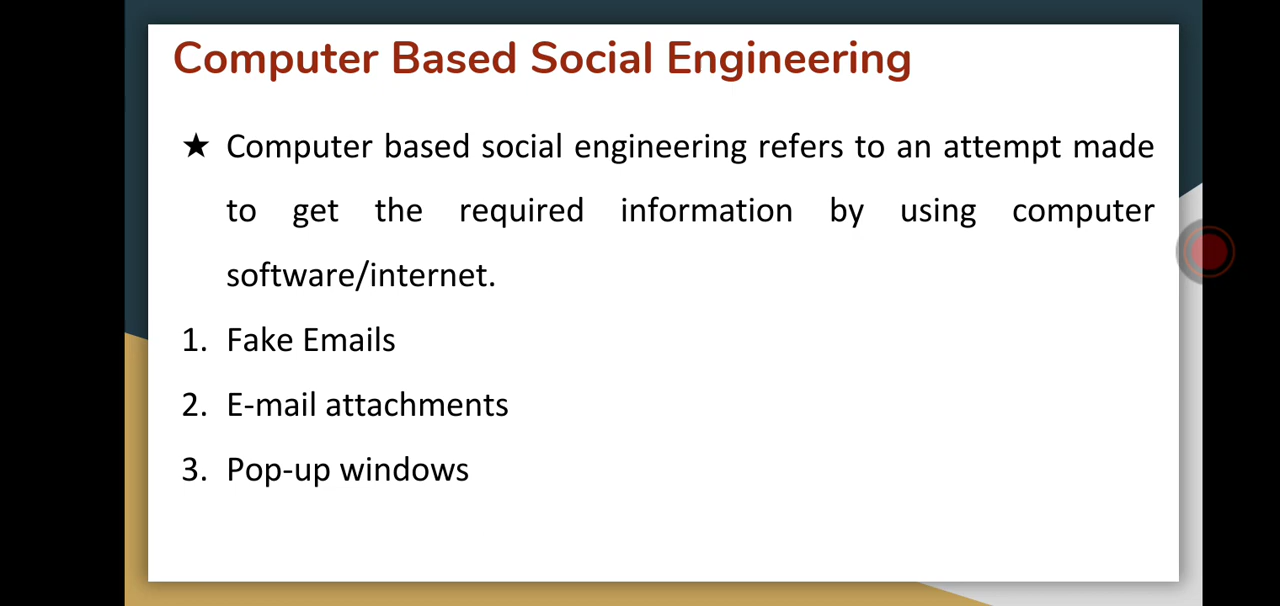 Computer Based Social Engineering
★ Computer based social engineering refers to an attempt made
to get the required information by using computer
software/internet.
1. Fake Emails
2. E-mail attachments
3. Pop-up windows